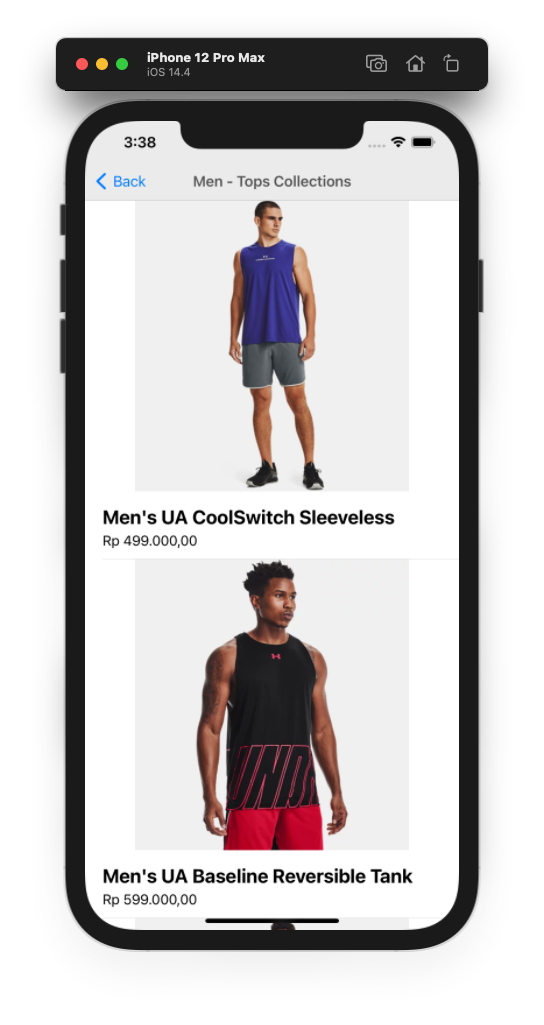 iPhone 12 Pro Max
iOS 14.4
3:38
Back
Men - Tops Collections
Men's UA CoolSwitch Sleeveless
Rp 499.000,00
UNDR
Men's UA Baseline Reversible Tank
Rp 599.000,00